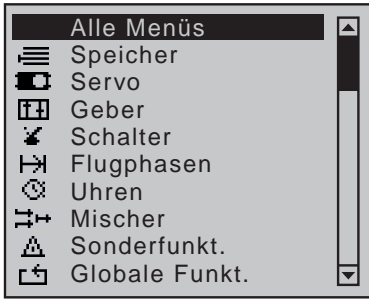 Alle Menüs
Speicher
Servo
Geber
Schalter
Flugphasen
Uhren
Mischer
Sonderfunkt.
Globale Funkt.